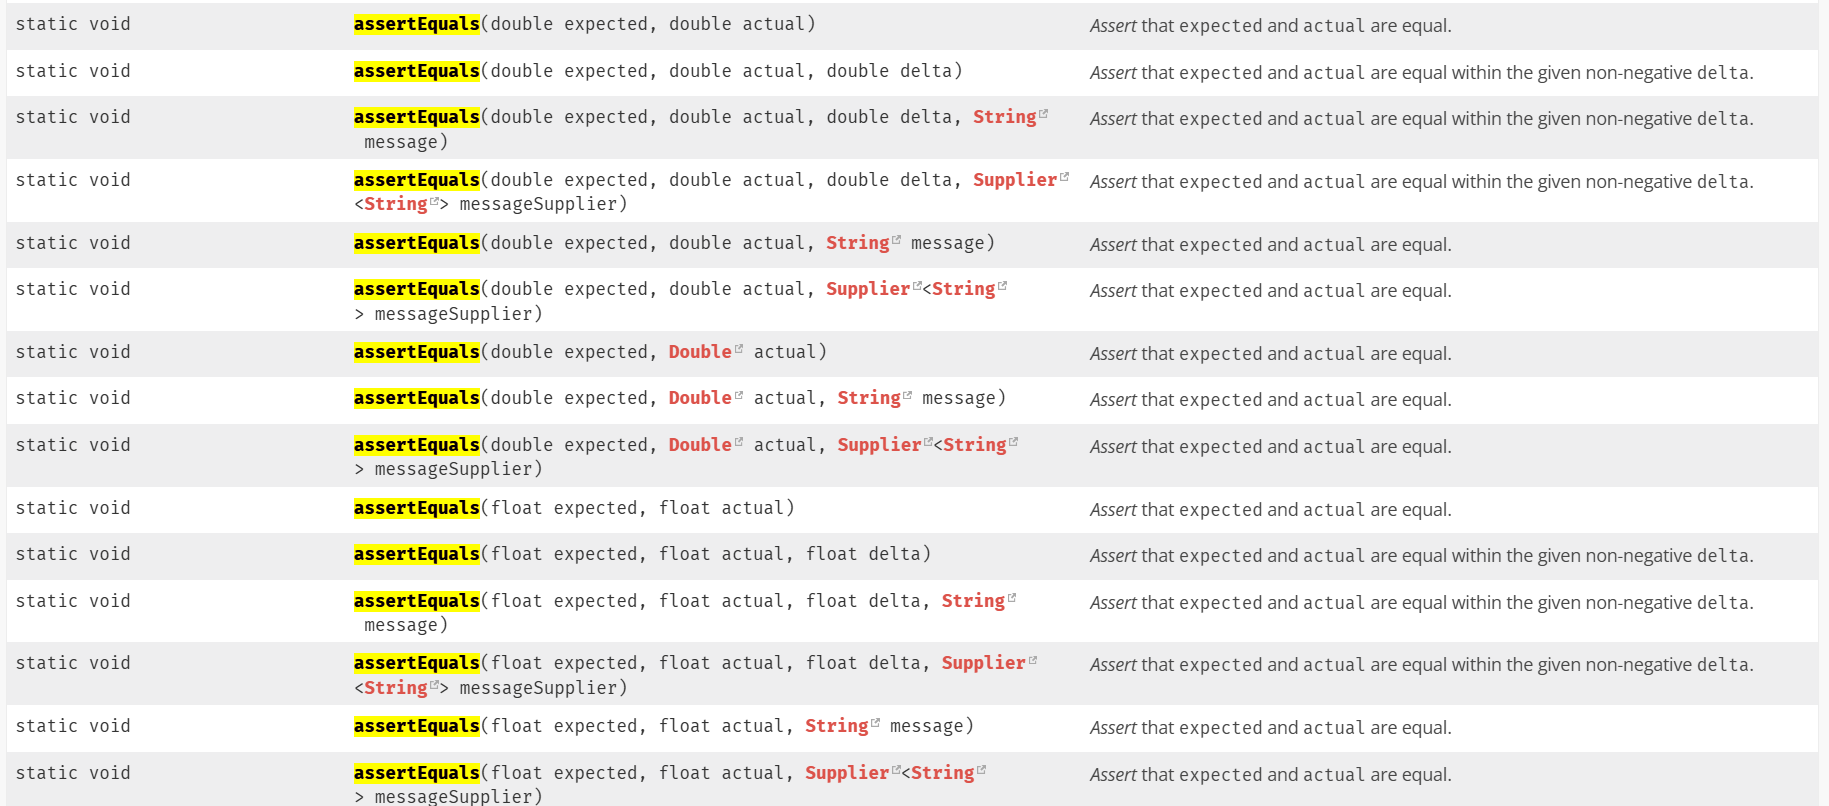 static void assertEquals(double expected, double actual) Assert that expected and actual are equal.
static void assertEquals(double expected, double actual, double delta) Assert that expected and actual are equal within the given non-negative delta.
static void assertEquals(double expected, double actual, double delta, String Assert that expected and actual are equal within the given non-negative delta.
message)
static void assertEquals(double expected, double actual, double delta, Supplier Assert that expected and actual are equal within the given non-negative delta.
<String> messageSupplier)
static void assertEquals(double expected, double actual, String message) Assert that expected and actual are equal.
static void assertEquals(double expected, double actual, Supplier<String Assert that expected and actual are equal.
> messageSupplier)
static void assertEquals(double expected, Double actual) Assert that expected and actual are equal.
static void assertEquals(double expected, Double actual, String message) Assert that expected and actual are equal.
static void assertEquals(double expected, Double actual, Supplier<String Assert that expected and actual are equal.
> messageSupplier)
static void assertEquals(float expected, float actual) Assert that expected and actual are equal.
static void assertEquals(float expected, float actual, float delta) Assert that expected and actual are equal within the given non-negative delta.
static void assertEquals(float expected, float actual, float delta, String Assert that expected and actual are equal within the given non-negative delta.
message)
static void assertEquals(float expected, float actual, float delta, Supplier Assert that expected and actual are equal within the given non-negative delta.
<String> messageSupplier)
static void assertEquals(float expected, float actual, String message) Assert that expected and actual are equal.
static void assertEquals(float expected, float actual, Supplier<String Assert that expected and actual are equal.
> messageSupplier)